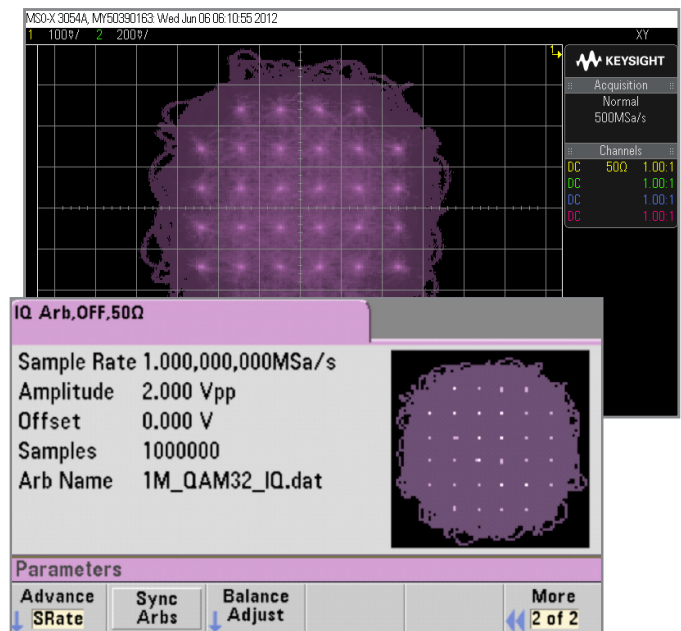 MSO-X 3054A, MY50390163: Wed Jun 06 06:10:55 2012
1 100▿/ 2 200▿/ XY
1
KEYSIGHT
Acquisition
Normal
500MSa/s
Channels
DC 50Ω 1.00:1
DC 1.00:1
DC 1.00:1
DC 1.00:1
IQ Arb,OFF,50Ω
Sample Rate 1.000,000,000MSa/s
Amplitude 2.000 Vpp
Offset 0.000 V
Samples 1000000
Arb Name 1M_QAM32_IQ.dat
Parameters
Advance
SRate
Sync
Arbs
Balance
Adjust
More
2 of 2